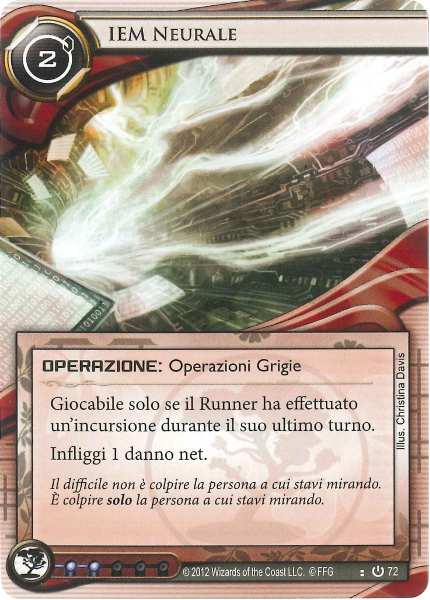 2
IEM Neurale
OPERAZIONE: Operazioni Grigie
Giocabile solo se il Runner ha effettuato
un'incursione durante il suo ultimo turno.
Infliggi 1 danno net.
Il difficile non è colpire la persona a cui stavi mirando.
È colpire solo la persona a cui stavi mirando.
Illus. Christina Davis
© 2012 Wizards of the Coast LLC. © FFG
72